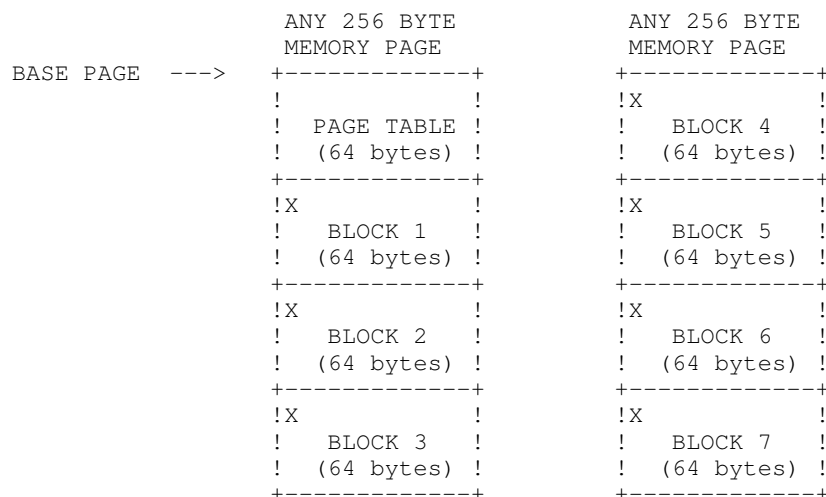 ANY 256 BYTE          ANY 256 BYTE
MEMORY PAGE           MEMORY PAGE
BASE PAGE  --->  +-------------+         +-------------+
!             !         !X            !
!  PAGE TABLE !         !   BLOCK 4   !
!  (64 bytes) !         !  (64 bytes) !
+-------------+         +-------------+
!X            !         !X            !
!   BLOCK 1   !         !   BLOCK 5   !
!  (64 bytes) !         !  (64 bytes) !
+-------------+         +-------------+
!X            !         !X            !
!   BLOCK 2   !         !   BLOCK 6   !
!  (64 bytes) !         !  (64 bytes) !
+-------------+         +-------------+
!X            !         !X            !
!   BLOCK 3   !         !   BLOCK 7   !
!  (64 bytes) !         !  (64 bytes) !
+-------------+         +-------------+